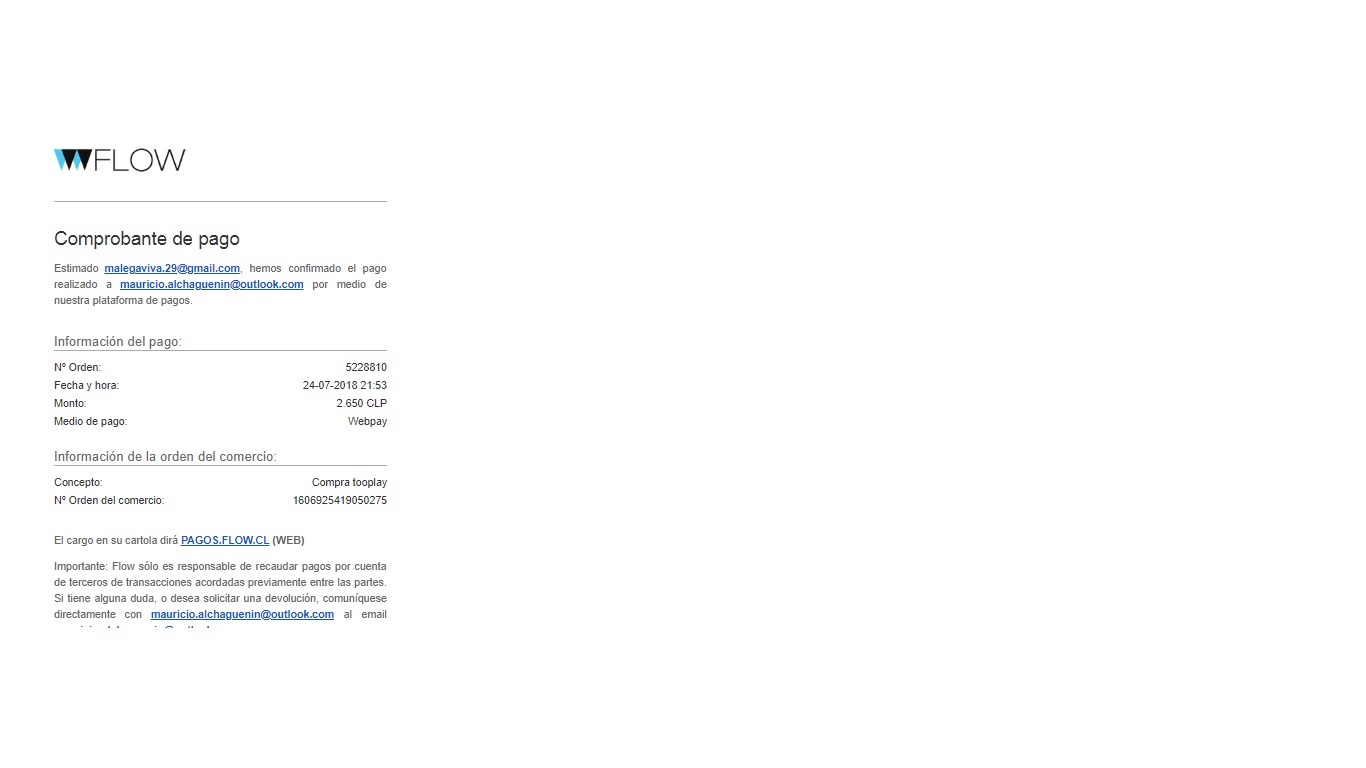 FLOW
Comprobante de pago
Estimado malegaviva.29@gmail.com, hemos confirmado el pago
realizado a mauricio.alchaguenin@outlook.com por medio de
nuestra plataforma de pagos.
Información del pago:
Nº Orden: 5228810
Fecha y hora: 24-07-2018 21:53
Monto: 2.650 CLP
Medio de pago: Webpay
Información de la orden del comercio:
Concepto: Compra tooplay
Nº Orden del comercio: 1606925419050275
El cargo en su cartola dirá PAGOS.FLOW.CL (WEB)
Importante: Flow sólo es responsable de recaudar pagos por cuenta
de terceros de transacciones acordadas previamente entre las partes.
Si tiene alguna duda, o desea solicitar una devolución, comuníquese
directamente con mauricio.alchaguenin@outlook.com al email